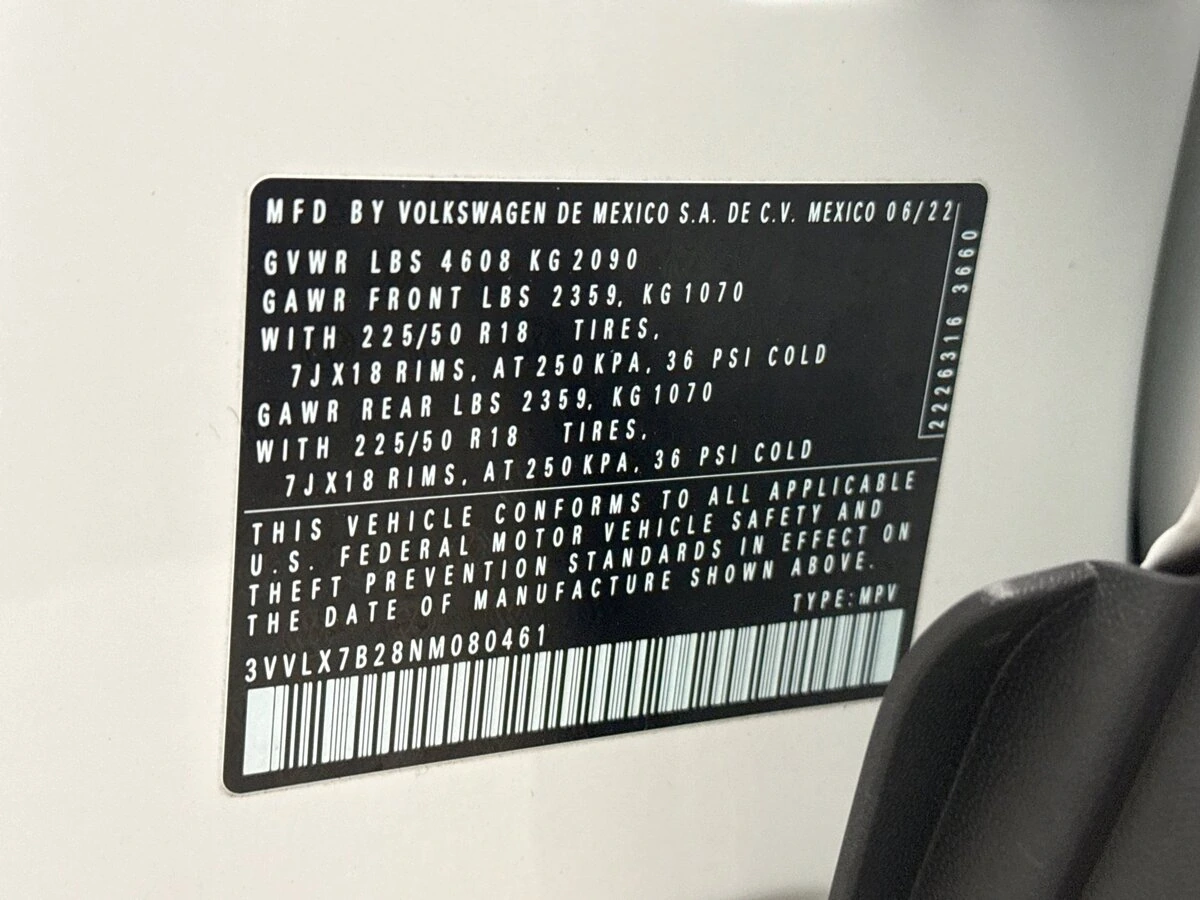 MFD BY VOLKSWAGEN DE MEXICO S.A. DE C.V. MEXICO 06/22
GVWR LBS 4608 KG 2090
GAWR FRONT LBS 2359, KG 1070
WITH 225/50 R18 TIRES,
7J X18 RIMS, AT 250 KPA, 36 PSI COLD
GAWR REAR LBS 2359, KG 1070
WITH 225/50 R18 TIRES,
7J X18 RIMS, AT 250 KPA, 36 PSI COLD
2226316 3660
THIS VEHICLE CONFORMS TO ALL APPLICABLE
U.S. FEDERAL MOTOR VEHICLE SAFETY AND
THEFT PREVENTION STANDARDS IN EFFECT ON
THE DATE OF MANUFACTURE SHOWN ABOVE.
TYPE: MPV
3VVLX7B28NM080461